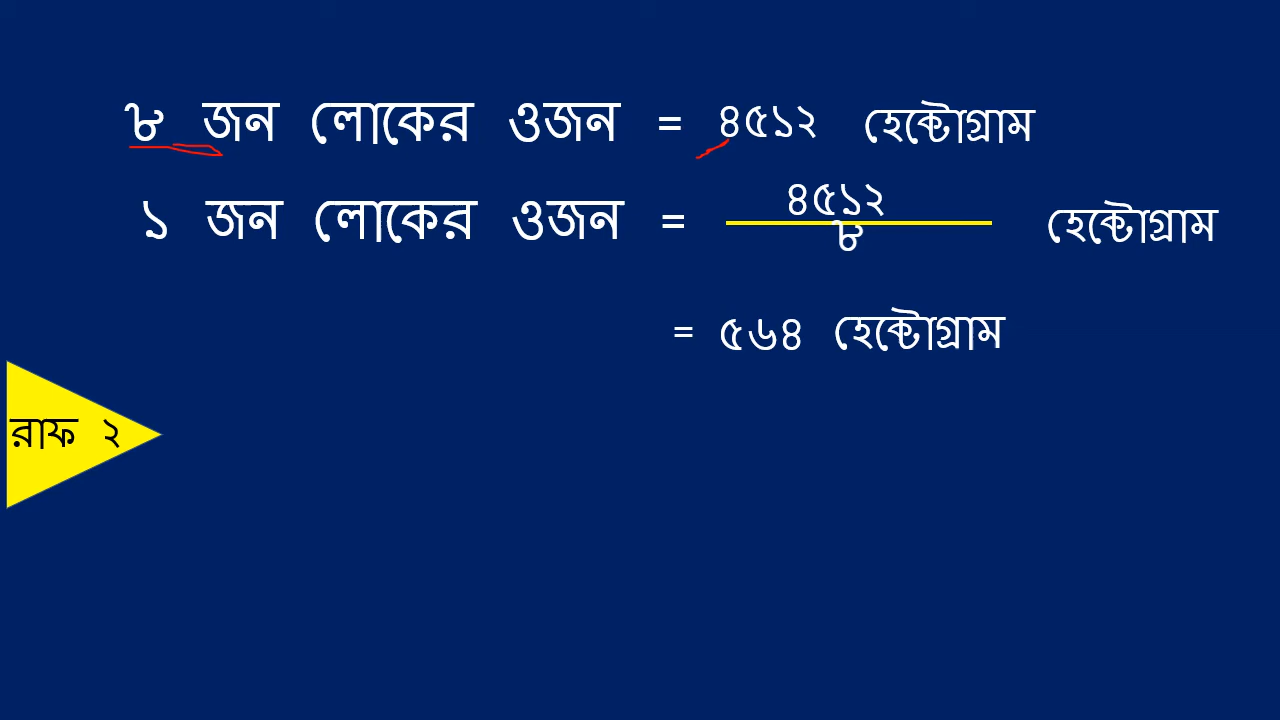 ৮ জন লোকের ওজন = ৪৫১২ হেক্টোগ্রাম
১ জন লোকের ওজন = ৪৫১২
৮ হেক্টোগ্রাম
= ৫৬৪ হেক্টোগ্রাম
রাফ ২